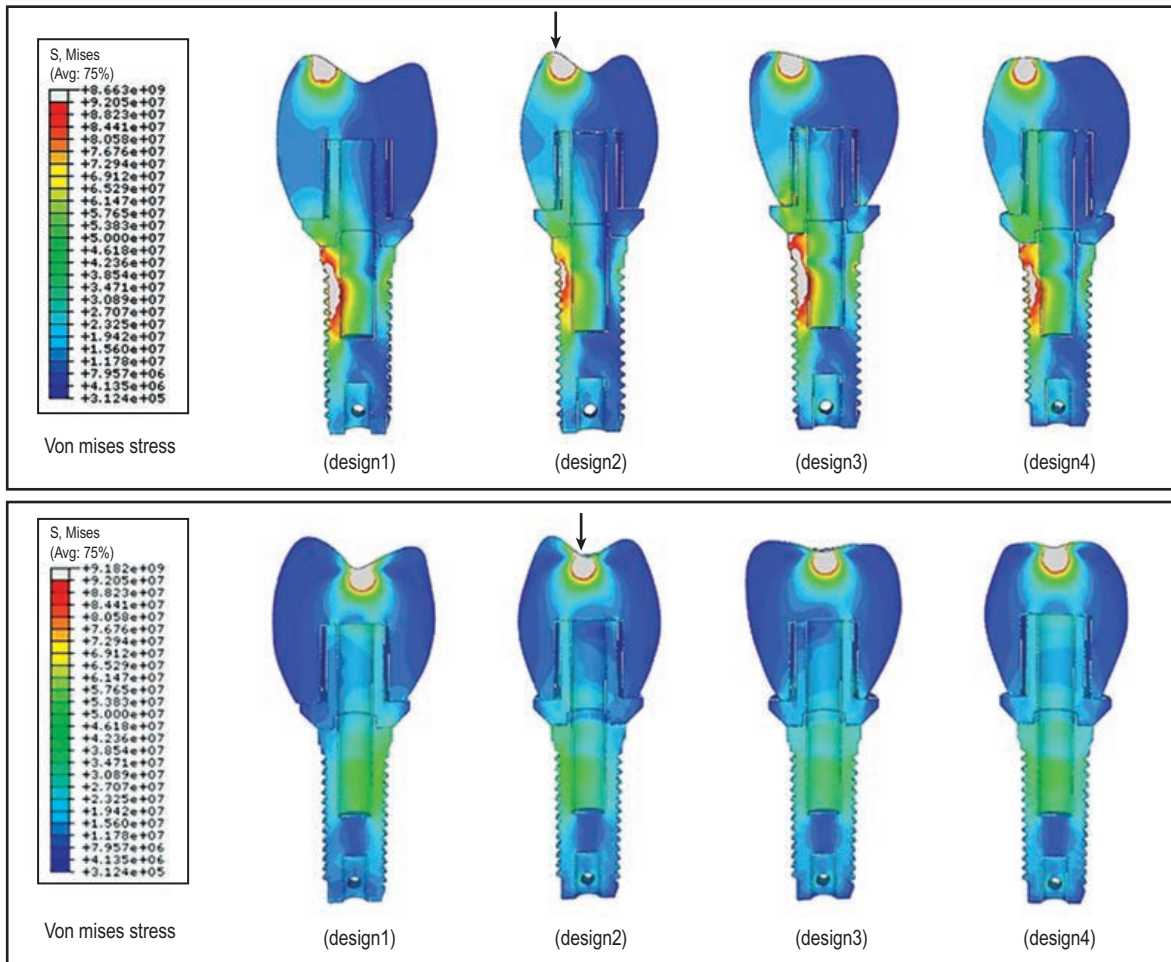 S, Mises
(Avg: 75%)
+8.663e+09
+9.205e+07
+8.823e+07
+8.441e+07
+8.058e+07
+7.676e+07
+7.294e+07
+6.912e+07
+6.529e+07
+6.147e+07
+5.765e+07
+5.383e+07
+5.000e+07
+4.618e+07
+4.236e+07
+3.854e+07
+3.471e+07
+3.089e+07
+2.707e+07
+2.325e+07
+1.942e+07
+1.560e+07
+1.178e+07
+7.957e+06
+4.135e+06
+3.124e+05
Von mises stress
(design1)
(design2)
(design3)
(design4)
S, Mises
(Avg: 75%)
+9.182e+09
+9.205e+07
+8.823e+07
+8.441e+07
+8.058e+07
+7.676e+07
+7.294e+07
+6.912e+07
+6.529e+07
+6.147e+07
+5.765e+07
+5.383e+07
+5.000e+07
+4.618e+07
+4.236e+07
+3.854e+07
+3.471e+07
+3.089e+07
+2.707e+07
+2.325e+07
+1.942e+07
+1.560e+07
+1.178e+07
+7.957e+06
+4.135e+06
+3.124e+05
Von mises stress
(design1)
(design2)
(design3)
(design4)